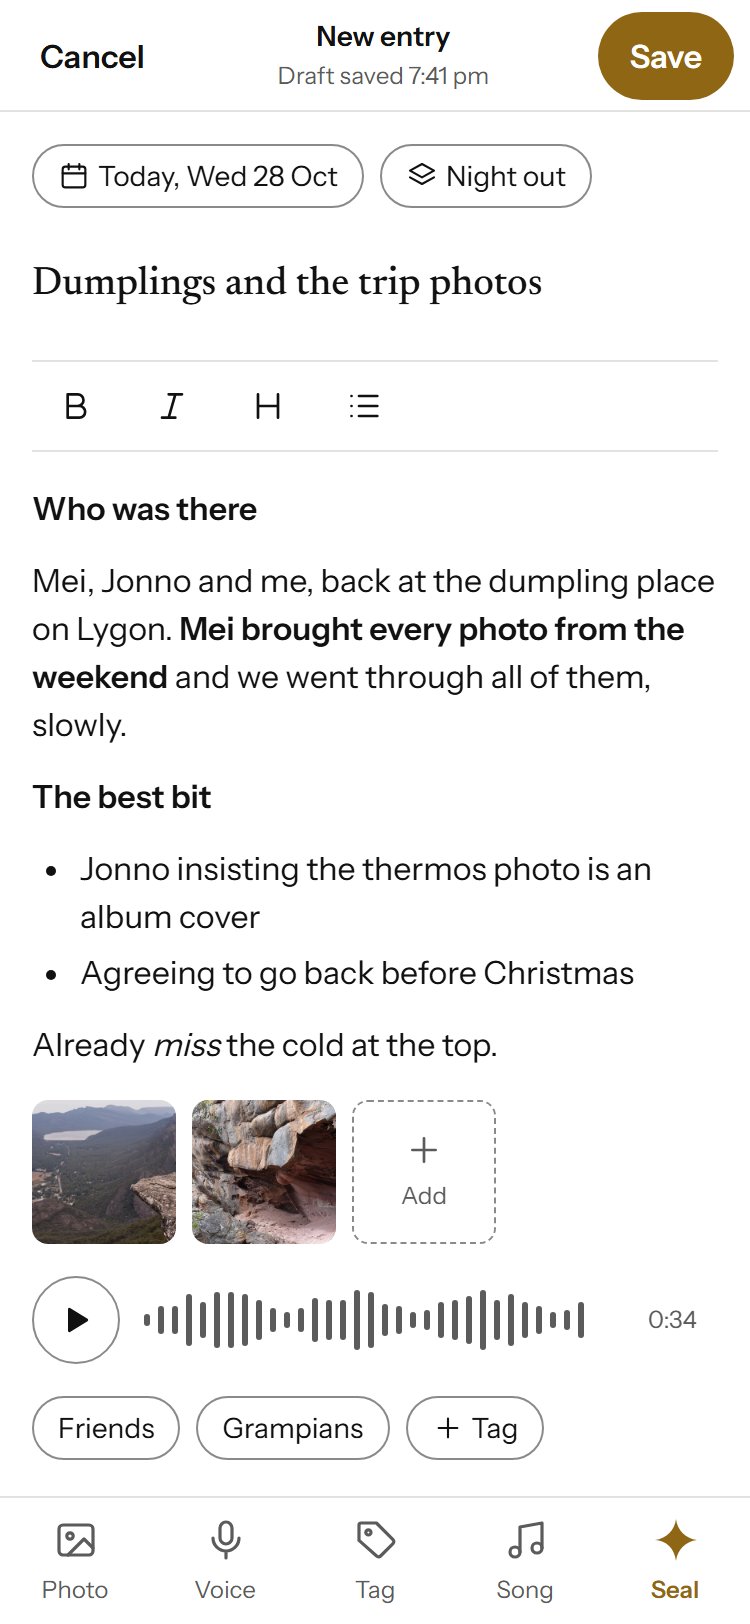 Cancel
New entry
Draft saved 7:41 pm
Save
Today, Wed 28 Oct
Night out
Dumplings and the trip photos
B I H
Who was there
Mei, Jonno and me, back at the dumpling place
on Lygon. Mei brought every photo from the
weekend and we went through all of them,
slowly.
The best bit
• Jonno insisting the thermos photo is an
album cover
• Agreeing to go back before Christmas
Already miss the cold at the top.
+
Add
0:34
Friends
Grampians
+ Tag
Photo
Voice
Tag
Song
Seal